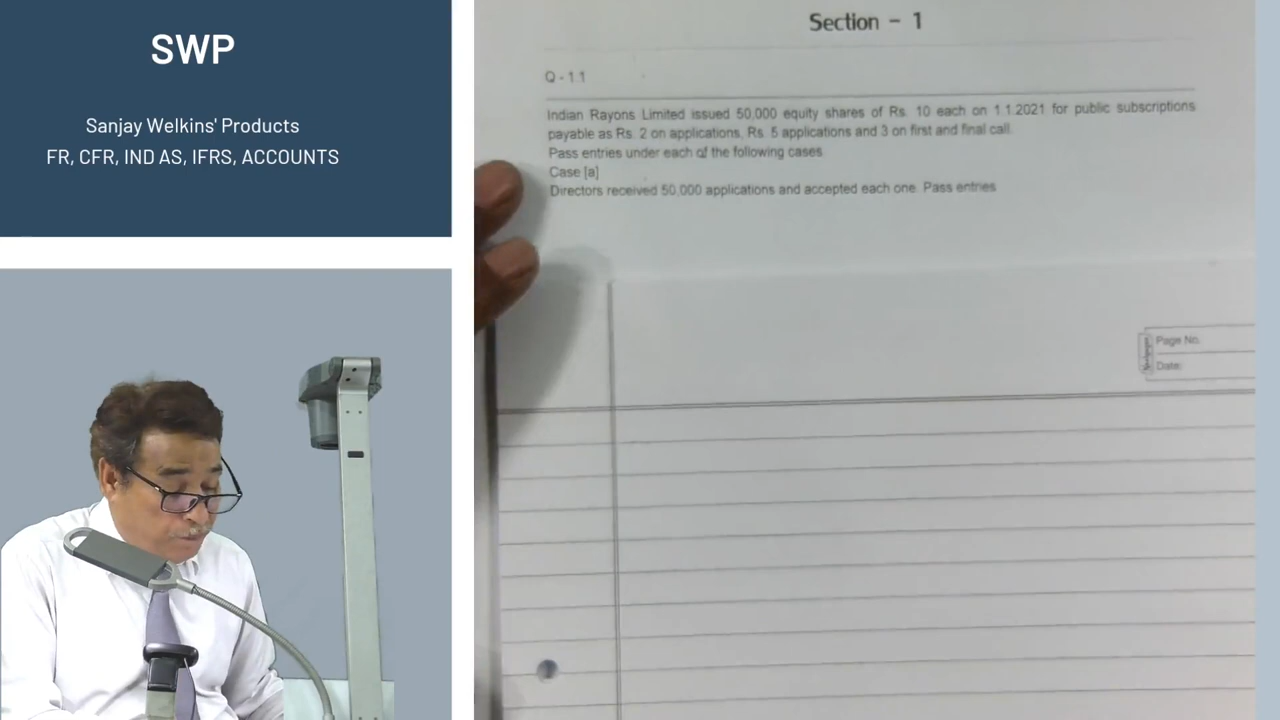 SWP
Sanjay Welkins' Products
FR, CFR, IND AS, IFRS, ACCOUNTS
Section - 1
Q - 1.1
Indian Rayons Limited issued 50,000 equity shares of Rs. 10 each on 1.1.2021 for public subscriptions
payable as Rs. 2 on applications, Rs. 5 applications and 3 on first and final call.
Pass entries under each of the following cases
Case [a]
Directors received 50,000 applications and accepted each one. Pass entries
Page No.
Date: